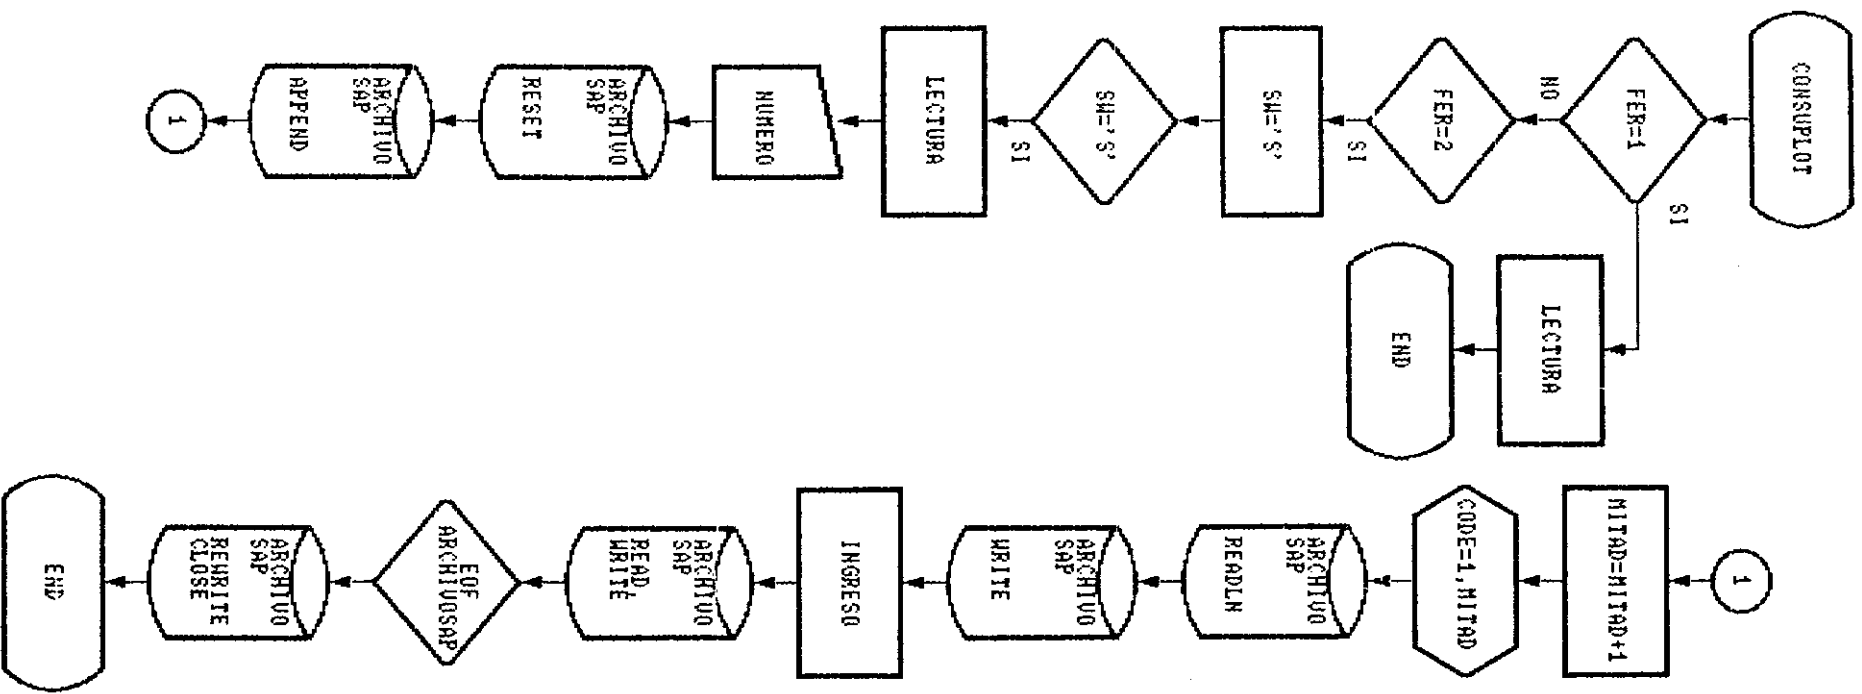 CONSUPLOT
FER=1
SI
NO
LECTURA
END
FER=2
SI
SW='S'
SW='S'
SI
LECTURA
NUMERO
ARCHIVO
SAP
RESET
ARCHIVO
SAP
APPEND
1
1
MITAD=MITAD+1
CODE=1,MITAD
ARCHIVO
SAP
READLN
ARCHIVO
SAP
WRITE
INGRESO
ARCHIVO
SAP
READ,
WRITE
EOF
ARCHIVOSAP
ARCHIVO
SAP
REWRITE
CLOSE
END